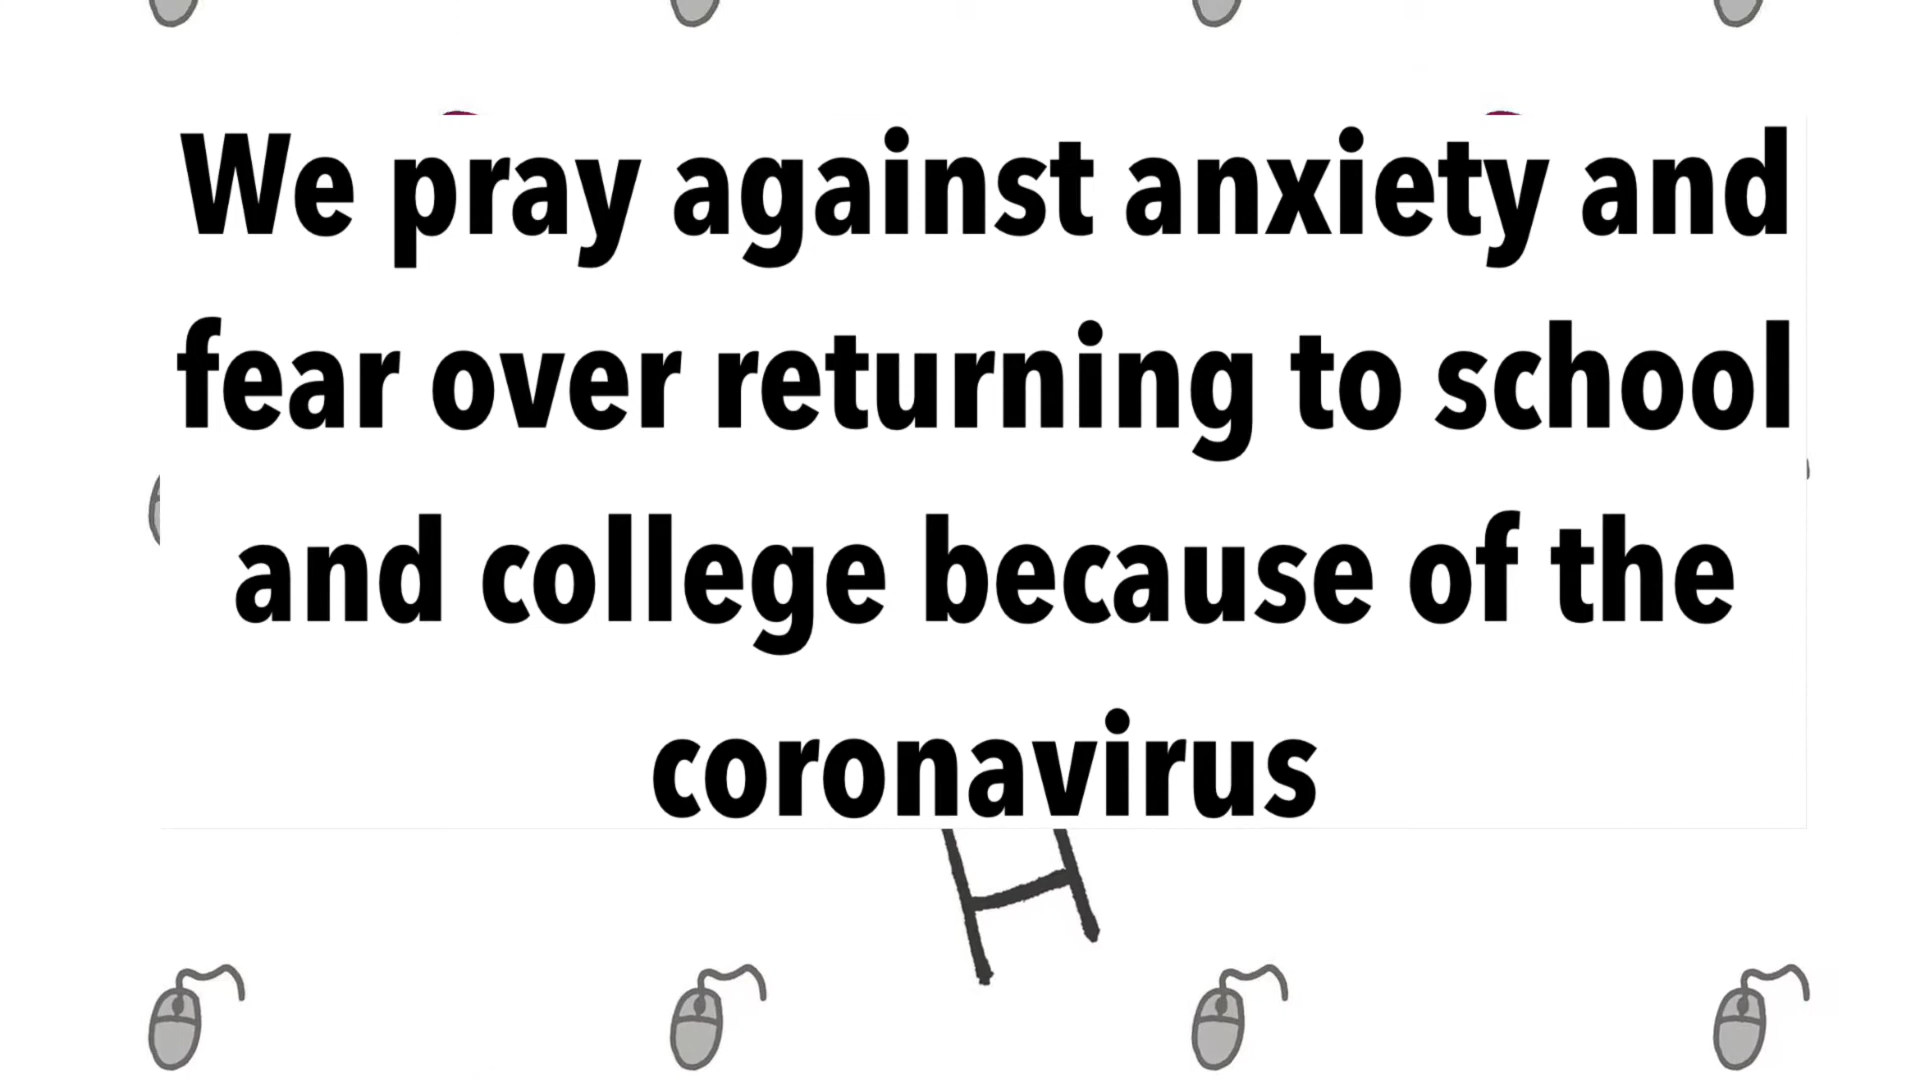 We pray against anxiety and
fear over returning to school
and college because of the
coronavirus